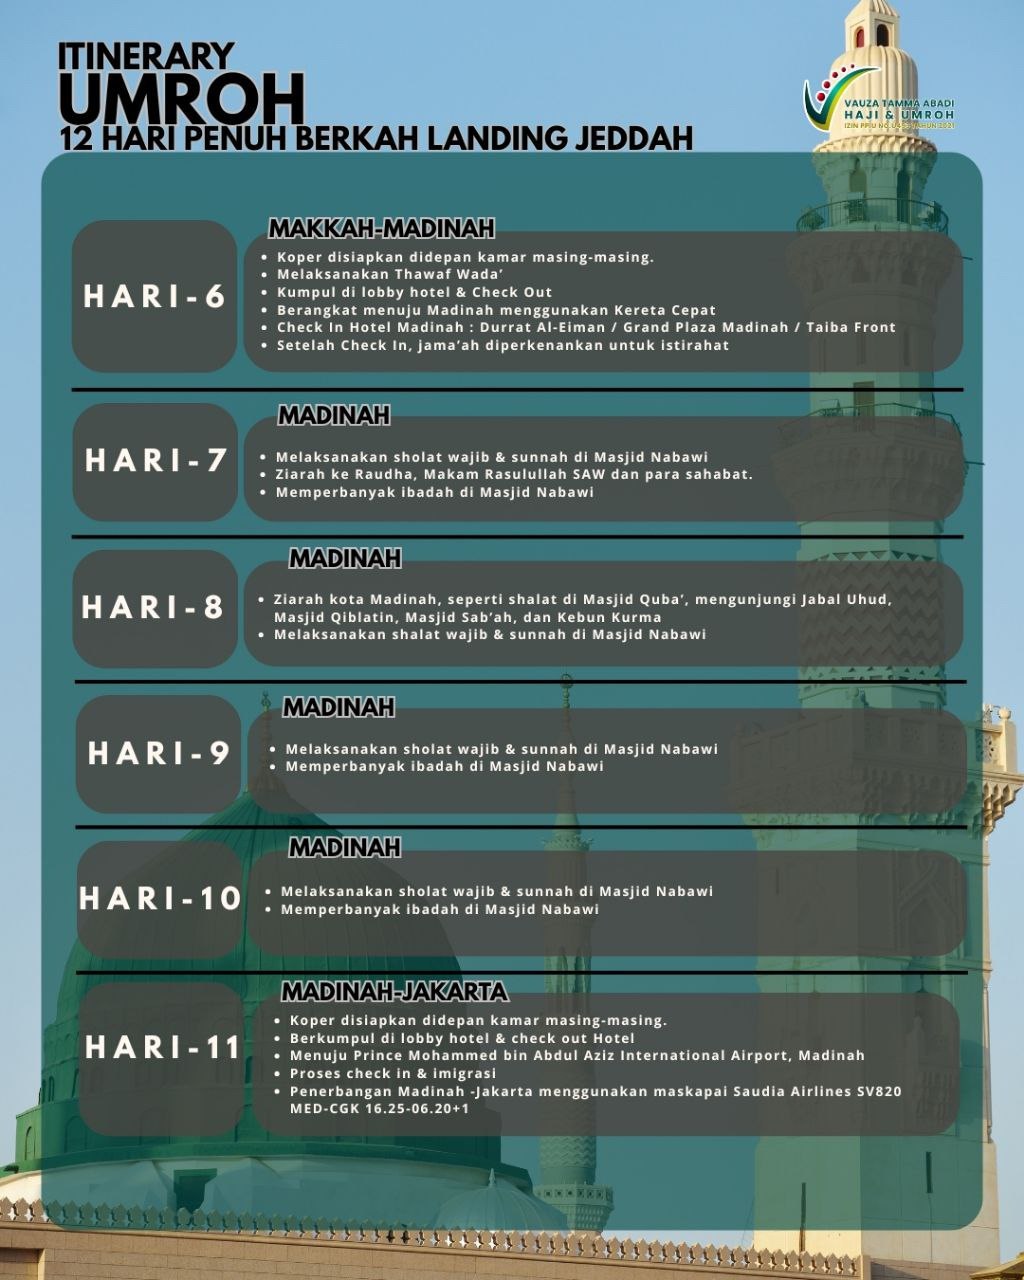 ITINERARY
UMROH
12 HARI PENUH BERKAH LANDING JEDDAH
VAUZA TAMMA ABADI
HAJI & UMROH
HARI-6
MAKKAH-MADINAH
• Koper disiapkan didepan kamar masing-masing.
• Melaksanakan Thawaf Wada’
• Kumpul di lobby hotel & Check Out
• Berangkat menuju Madinah menggunakan Kereta Cepat
• Check In Hotel Madinah : Durrat Al-Eiman / Grand Plaza Madinah / Taiba Front
• Setelah Check In, jama’ah diperkenankan untuk istirahat
HARI-7
MADINAH
• Melaksanakan sholat wajib & sunnah di Masjid Nabawi
• Ziarah ke Raudha, Makam Rasulullah SAW dan para sahabat.
• Memperbanyak ibadah di Masjid Nabawi
HARI-8
MADINAH
• Ziarah kota Madinah, seperti shalat di Masjid Quba’, mengunjungi Jabal Uhud,
Masjid Qiblatin, Masjid Sab’ah, dan Kebun Kurma
• Melaksanakan shalat wajib & sunnah di Masjid Nabawi
HARI-9
MADINAH
• Melaksanakan sholat wajib & sunnah di Masjid Nabawi
• Memperbanyak ibadah di Masjid Nabawi
HARI-10
MADINAH
• Melaksanakan sholat wajib & sunnah di Masjid Nabawi
• Memperbanyak ibadah di Masjid Nabawi
HARI-11
MADINAH-JAKARTA
• Koper disiapkan didepan kamar masing-masing.
• Berkumpul di lobby hotel & check out Hotel
• Menuju Prince Mohammed bin Abdul Aziz International Airport, Madinah
• Proses check in & imigrasi
• Penerbangan Madinah -Jakarta menggunakan maskapai Saudia Airlines SV820
MED-CGK 16.25-06.20+1